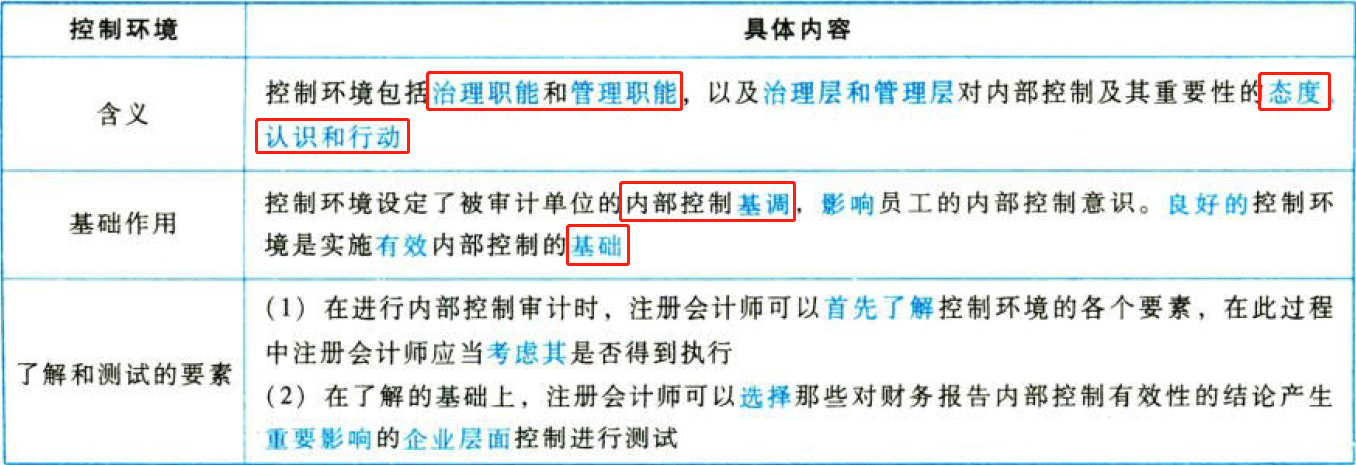 控制环境 具体内容
含义
控制环境包括治理职能和管理职能，以及治理层和管理层对内部控制及其重要性的态度、
认识和行动
基础作用
控制环境设定了被审计单位的内部控制基调，影响员工的内部控制意识。良好的控制环
境是实施有效内部控制的基础
了解和测试的要素
(1) 在进行内部控制审计时，注册会计师可以首先了解控制环境的各个要素，在此过程
中注册会计师应当考虑其是否得到执行
(2) 在了解的基础上，注册会计师可以选择那些对财务报告内部控制有效性的结论产生
重要影响的企业层面控制进行测试